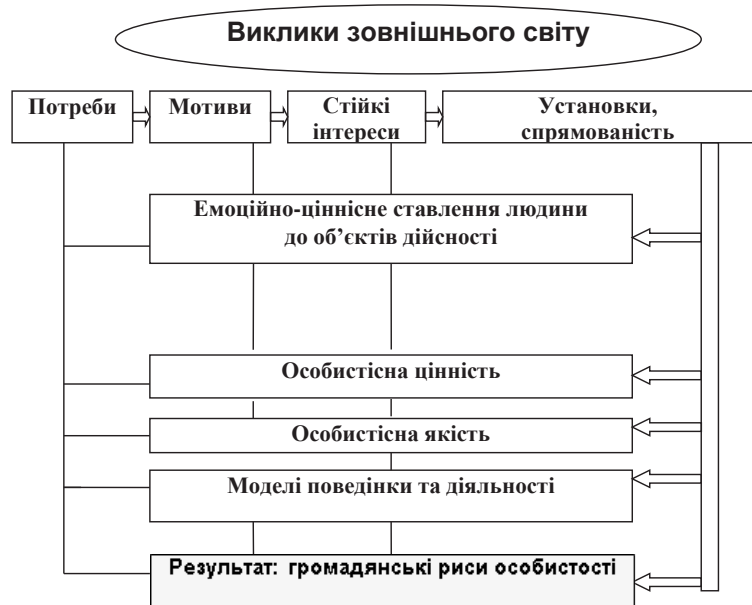 Виклики зовнішнього світу
Потреби
Мотиви
Стійкі
інтереси
Установки,
спрямованість
Емоційно-ціннісне ставлення людини
до об’єктів дійсності
Особистісна цінність
Особистісна якість
Моделі поведінки та діяльності
Результат: громадянські риси особистості